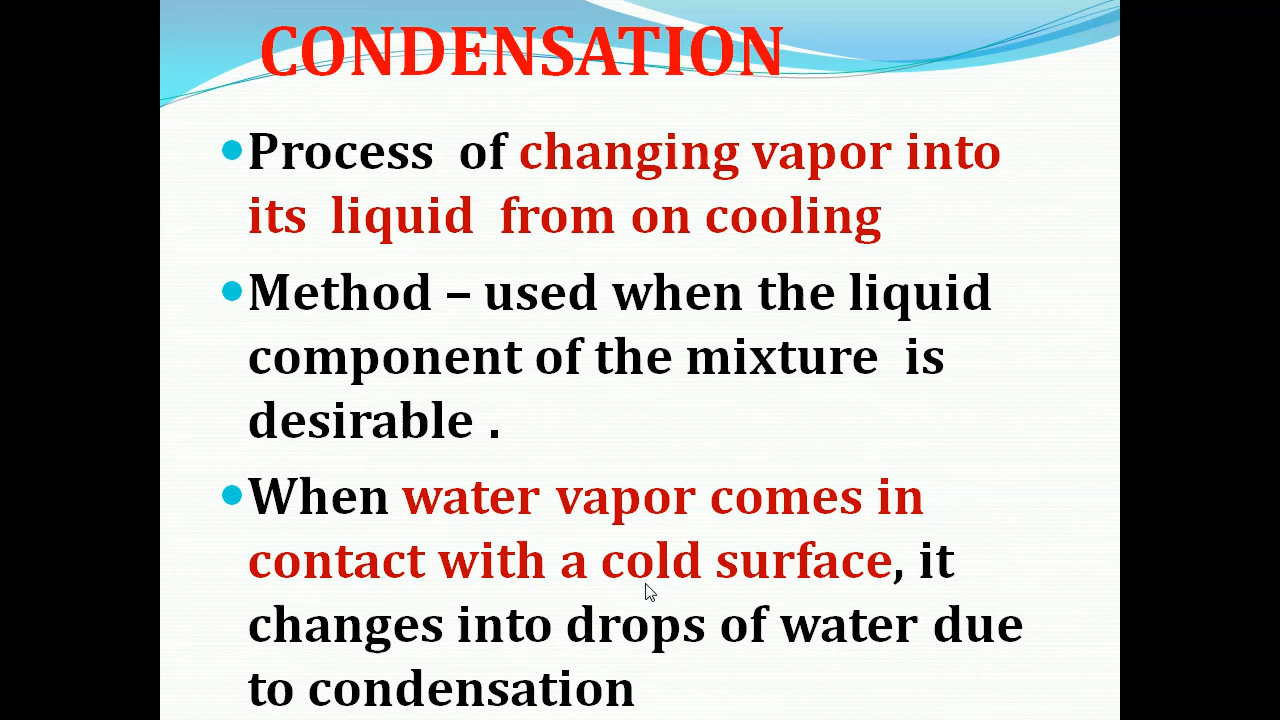 CONDENSATION
•Process of changing vapor into
its liquid from on cooling
•Method – used when the liquid
component of the mixture is
desirable .
•When water vapor comes in
contact with a cold surface, it
changes into drops of water due
to condensation